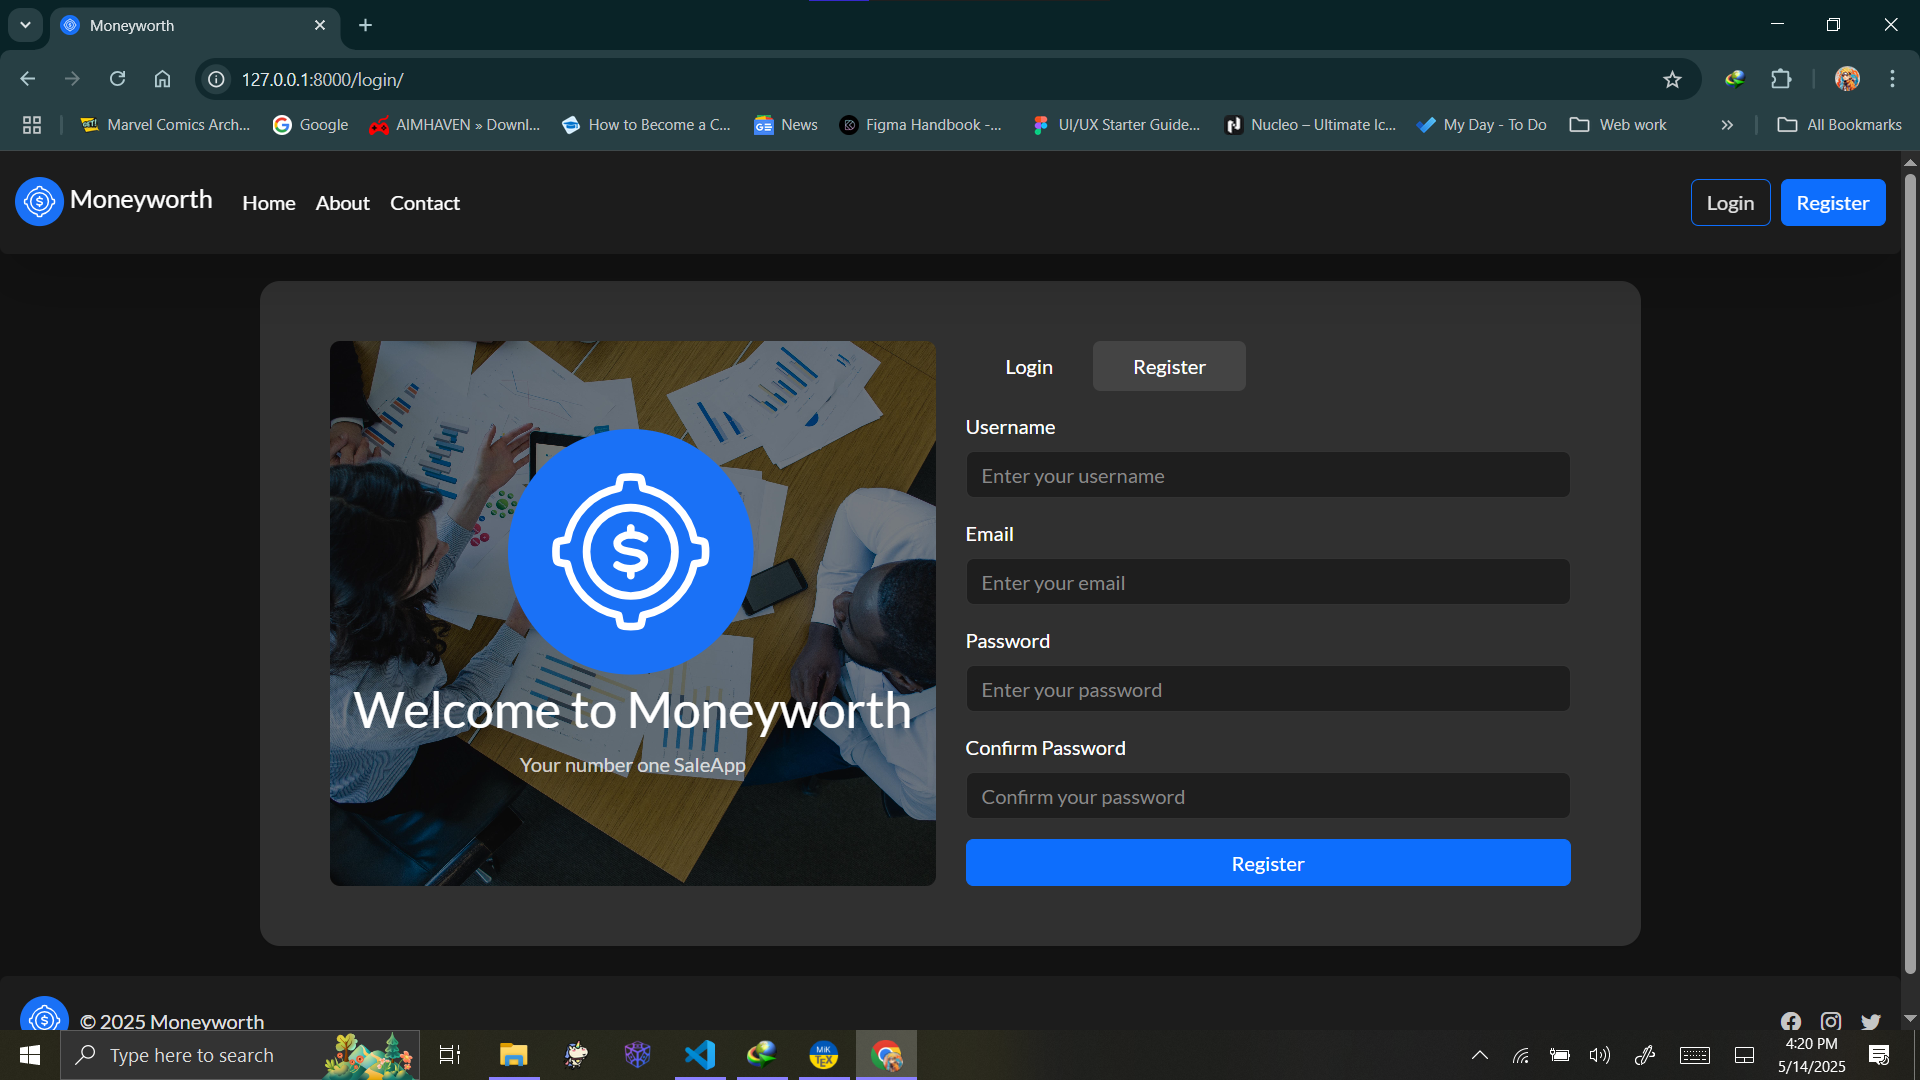 Moneyworth
127.0.0.1:8000/login/
Marvel Comics Arch...
Google
AIMHAVEN » Downl...
How to Become a C...
News
Figma Handbook -...
UI/UX Starter Guide...
Nucleo – Ultimate Ic...
My Day - To Do
Web work
All Bookmarks
Moneyworth
Home
About
Contact
Login
Register
Welcome to Moneyworth
Your number one SaleApp
Login
Register
Username
Enter your username
Email
Enter your email
Password
Enter your password
Confirm Password
Confirm your password
Register
© 2025 Moneyworth
Type here to search
MiK
TEX
4:20 PM
5/14/2025